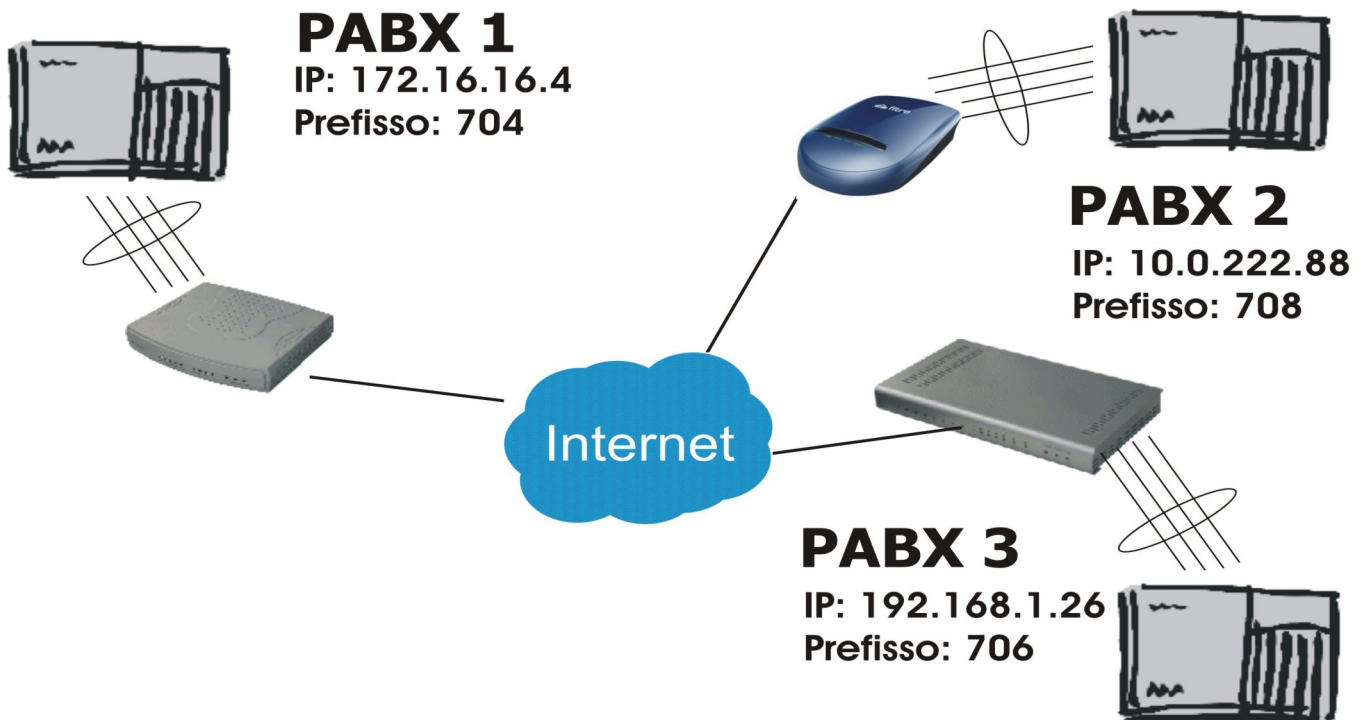 PABX 1
IP: 172.16.16.4
Prefisso: 704
fitre
PABX 2
IP: 10.0.222.88
Prefisso: 708
Internet
PABX 3
IP: 192.168.1.26
Prefisso: 706